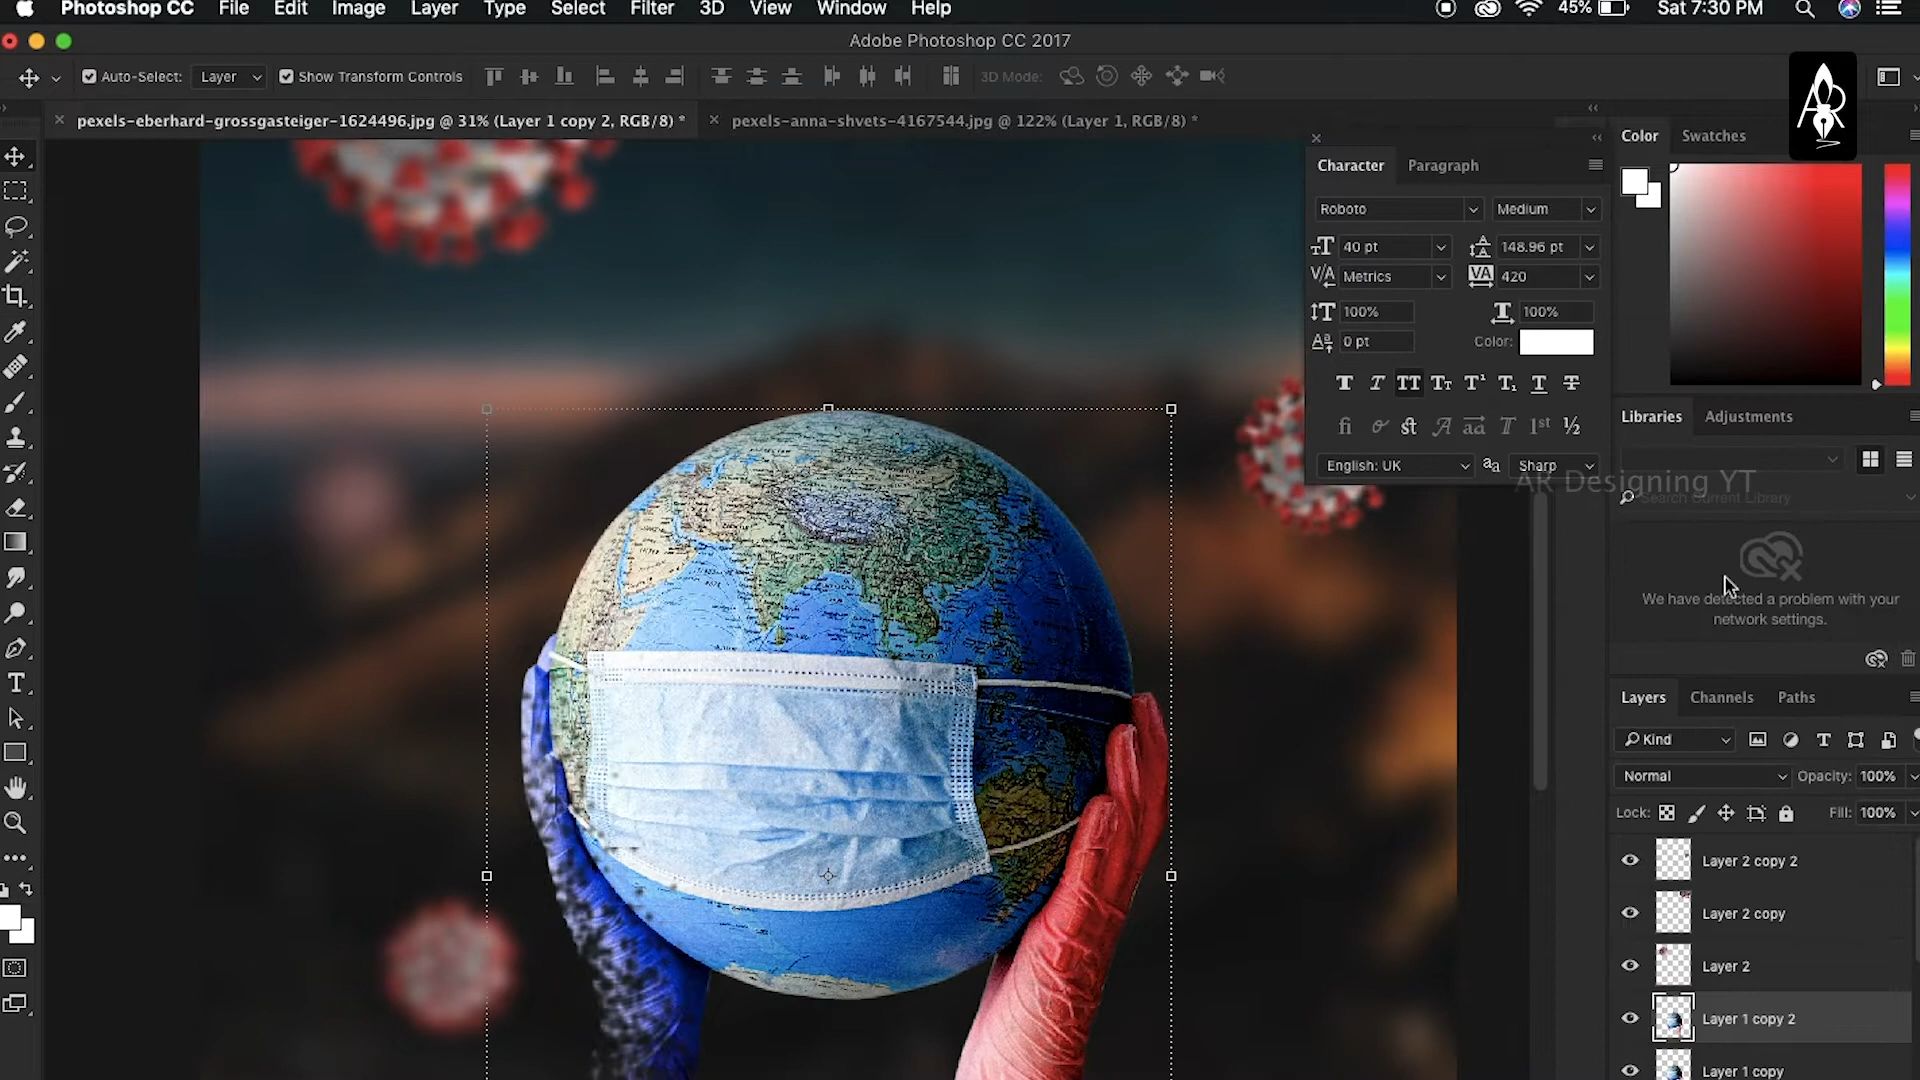 Photoshop CC File Edit Image Layer Type Select Filter 3D View Window Help 45% Sat 7:30 PM
Adobe Photoshop CC 2017
Auto-Select: Layer Show Transform Controls 3D Mode:
AR
pexels-eberhard-grossgasteiger-1624496.jpg @ 31% (Layer 1 copy 2, RGB/8) * pexels-anna-shvets-4167544.jpg @ 122% (Layer 1, RGB/8) *
Color Swatches
Character Paragraph
Roboto Medium
40 pt 148.96 pt
Metrics 420
100% 100%
0 pt Color:
English: UK Sharp
Libraries Adjustments
AR Designing YT
Search Current Library
We have detected a problem with your
network settings.
Layers Channels Paths
Kind
Normal Opacity: 100%
Lock: Fill: 100%
Layer 2 copy 2
Layer 2 copy
Layer 2
Layer 1 copy 2
Layer 1 copy